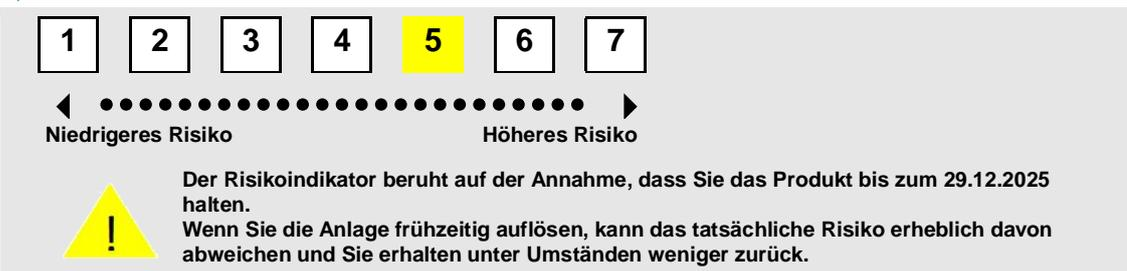 1 2 3 4 5 6 7
Niedrigeres Risiko Höheres Risiko
Der Risikoindikator beruht auf der Annahme, dass Sie das Produkt bis zum 29.12.2025
halten.
Wenn Sie die Anlage frühzeitig auflösen, kann das tatsächliche Risiko erheblich davon
abweichen und Sie erhalten unter Umständen weniger zurück.
!